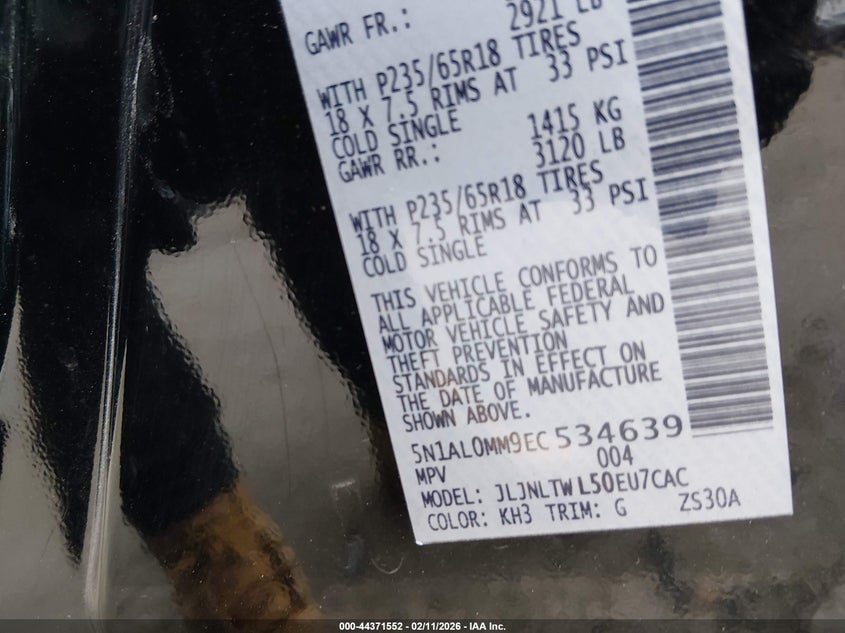 GAWR FR.: 2921 LB
WITH P235/65R18 TIRES
18 X 7.5 RIMS AT 33 PSI
COLD SINGLE 1415 KG
GAWR RR.: 3120 LB
WITH P235/65R18 TIRES
18 X 7.5 RIMS AT 33 PSI
COLD SINGLE
THIS VEHICLE CONFORMS TO
ALL APPLICABLE FEDERAL
MOTOR VEHICLE SAFETY AND
THEFT PREVENTION
STANDARDS IN EFFECT ON
THE DATE OF MANUFACTURE
SHOWN ABOVE.
5N1AL0MM9EC534639
MPV 004
MODEL: JLJNLTWL50EU7CAC
COLOR: KH3 TRIM: G ZS30A
000-44371552 - 02/11/2026 - IAA Inc.